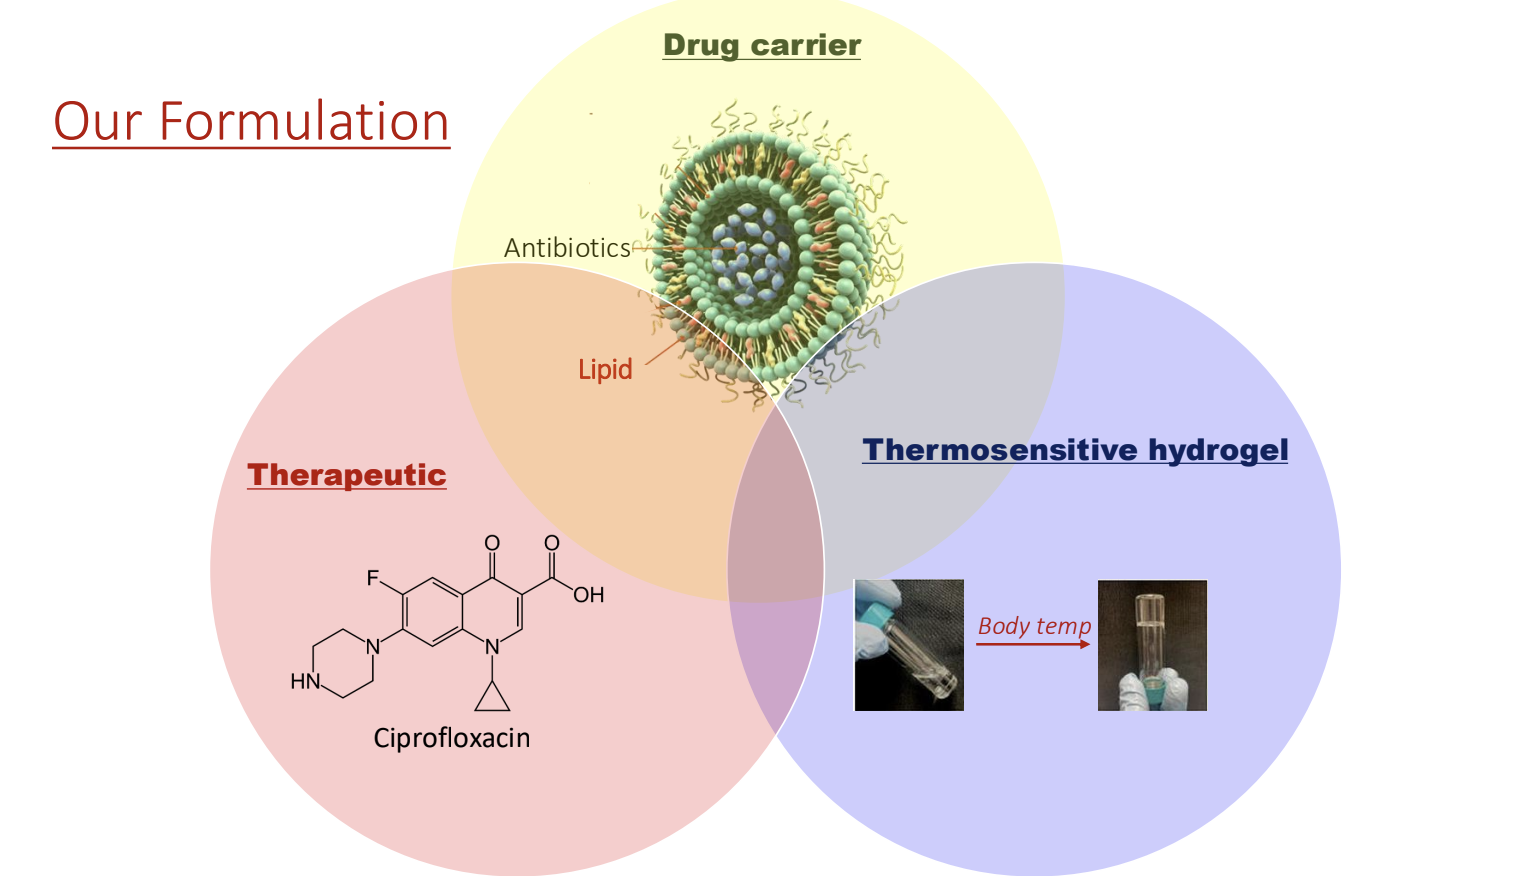 Drug carrier
Our Formulation
Antibiotics
Lipid
Therapeutic
Thermosensitive hydrogel
O
O
F
OH
N
N
HN
Body temp
Ciprofloxacin